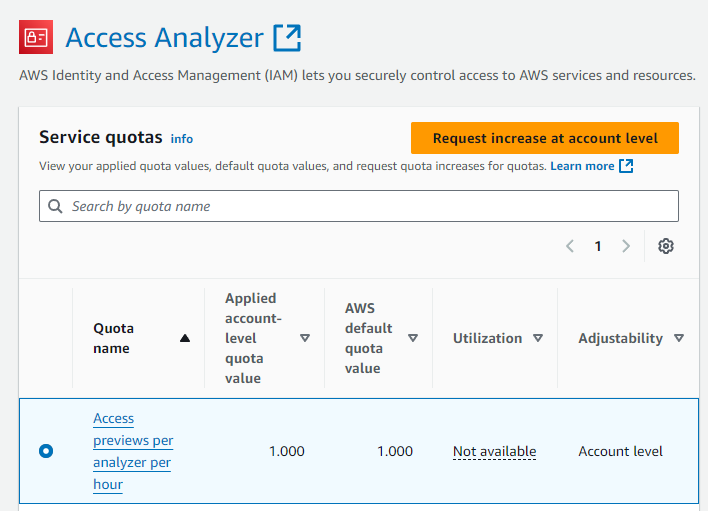 Access Analyzer
AWS Identity and Access Management (IAM) lets you securely control access to AWS services and resources.
Service quotas info
Request increase at account level
View your applied quota values, default quota values, and request quota increases for quotas. Learn more
Search by quota name
1
Quota
name
Applied
account-
level
quota
value
AWS
default
quota
value
Utilization
Adjustability
Access
previews per
analyzer per
hour
1.000
1.000
Not available
Account level